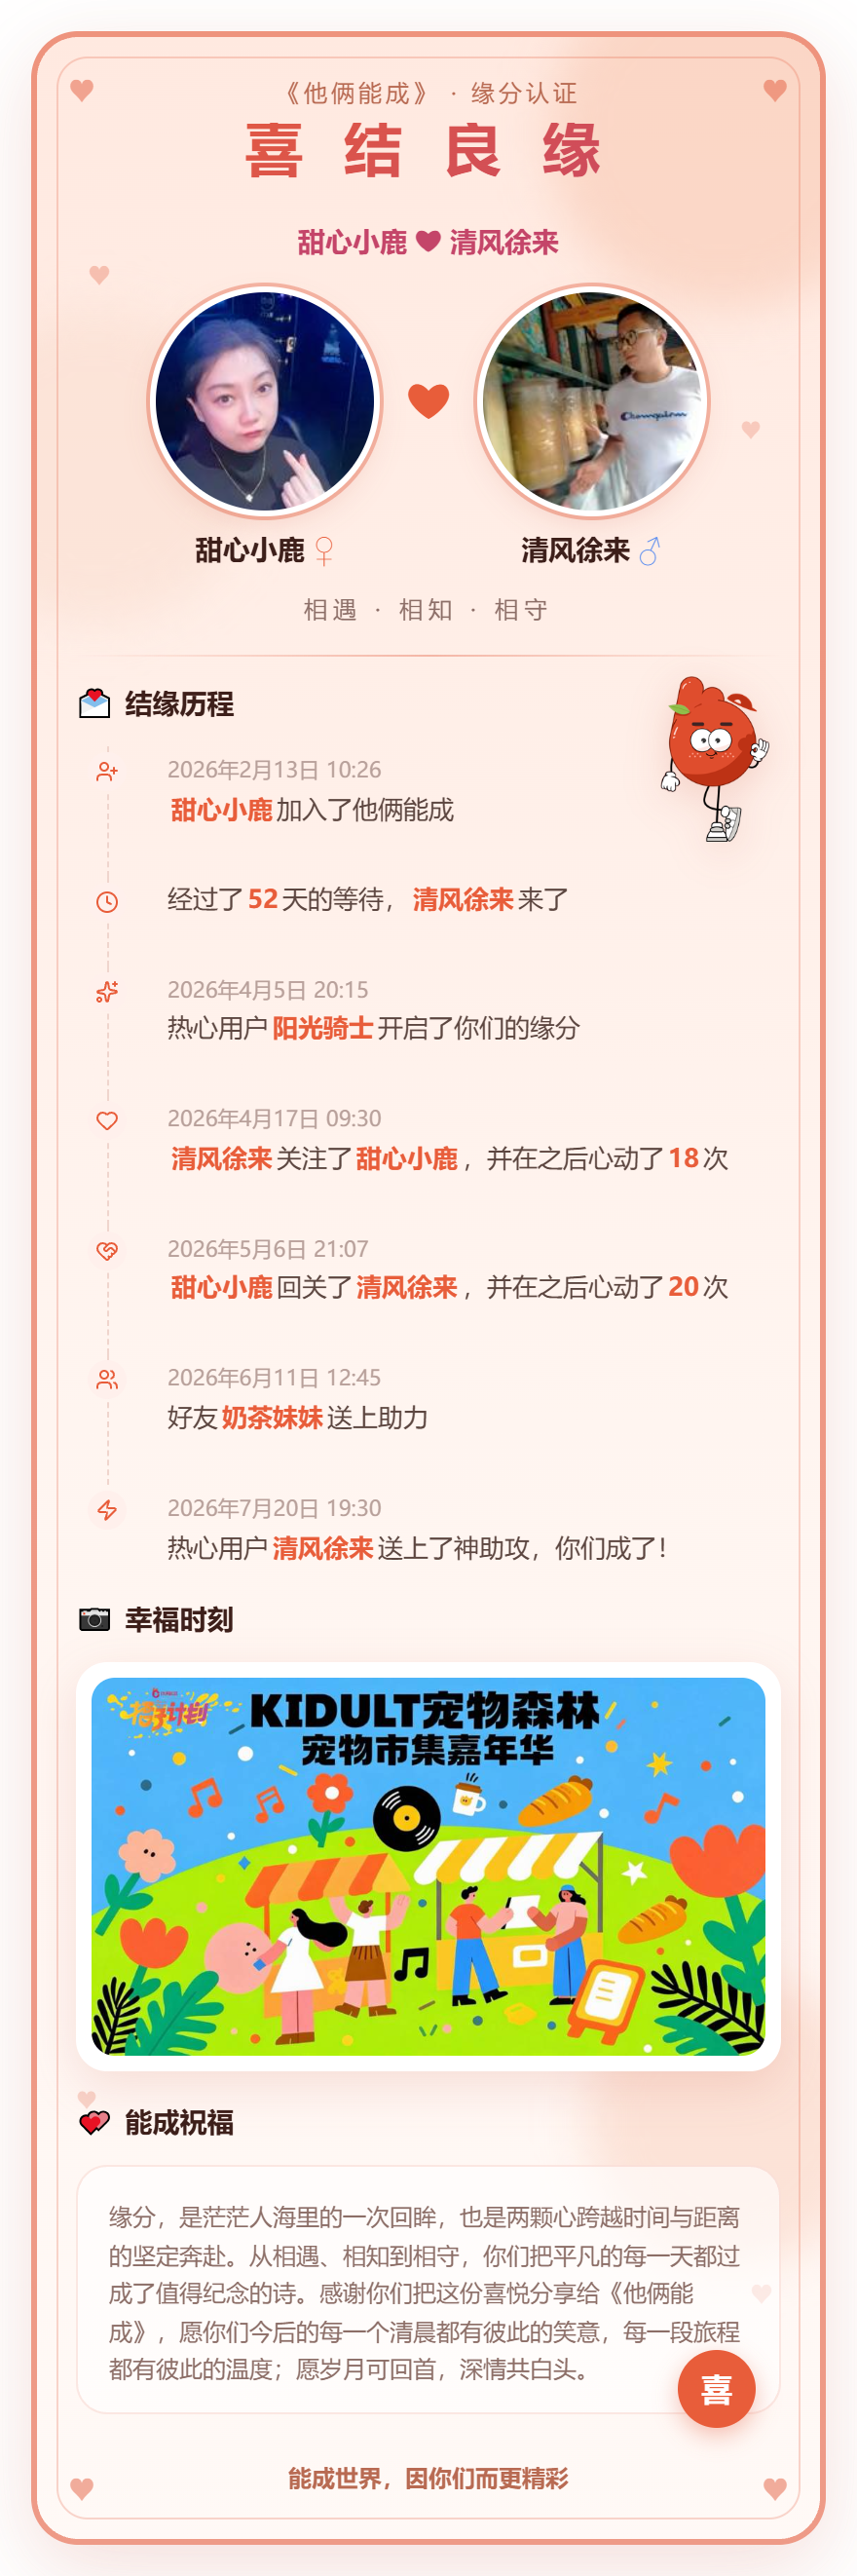 《他俩能成》 · 缘分认证
喜结良缘
甜心小鹿 ♥ 清风徐来
Champion
甜心小鹿 ♀
清风徐来 ♂
相遇 · 相知 · 相守
结缘历程
2026年2月13日 10:26
甜心小鹿加入了他俩能成
经过了 52 天的等待， 清风徐来来了
2026年4月5日 20:15
热心用户 阳光骑士 开启了你们的缘分
2026年4月17日 09:30
清风徐来 关注了 甜心小鹿 ，并在之后心动了 18 次
2026年5月6日 21:07
甜心小鹿 回关了 清风徐来 ，并在之后心动了 20 次
2026年6月11日 12:45
好友 奶茶妹妹 送上助力
2026年7月20日 19:30
热心用户 清风徐来 送上了神助攻，你们成了！
幸福时刻
KIDULT宠物森林
宠物市集嘉年华
能成祝福
缘分，是茫茫人海里的一次回眸，也是两颗心跨越时间与距离
的坚定奔赴。从相遇、相知到相守，你们把平凡的每一天都过
成了值得纪念的诗。感谢你们把这份喜悦分享给《他俩能
成》，愿你们今后的每一个清晨都有彼此的笑意，每一段旅程
都有彼此的温度；愿岁月可回首，深情共白头。
喜
能成世界，因你们而更精彩